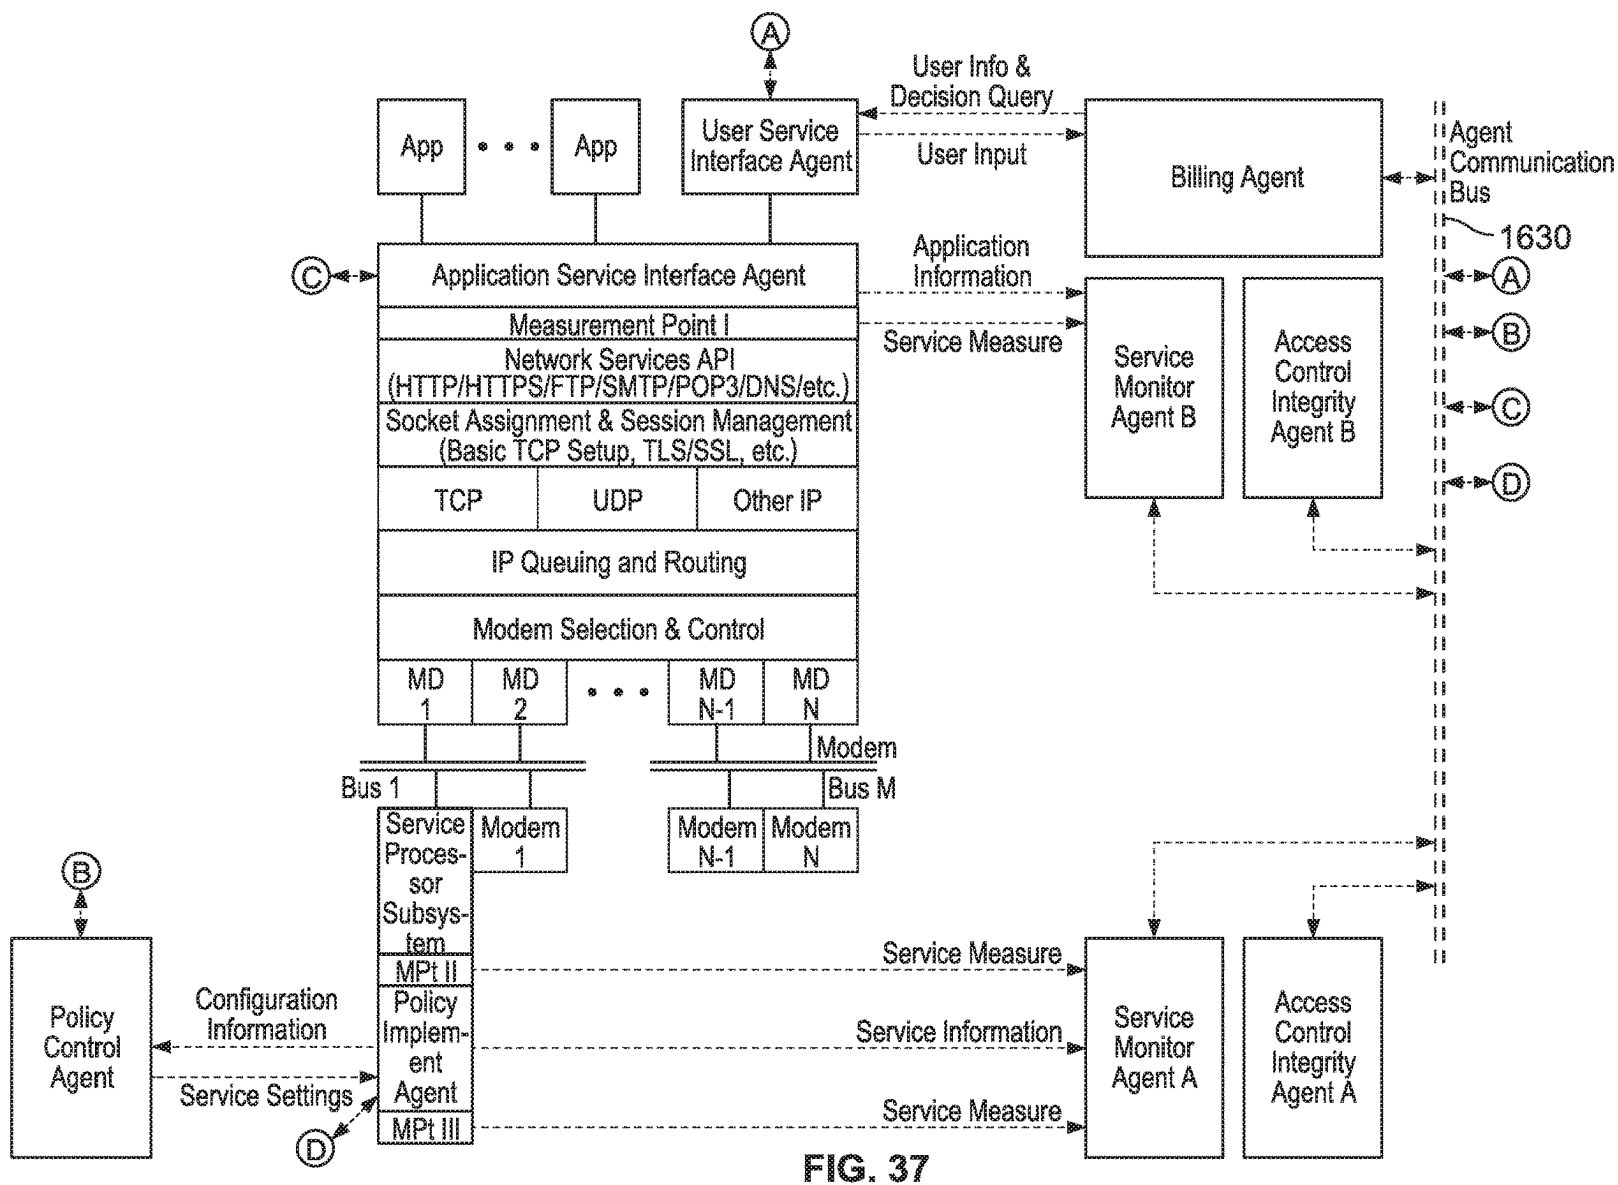 A
User Info &
Decision Query
App
App
User Service
Interface Agent
User Input
Billing Agent
Agent
Communication
Bus
1630
Application Service Interface Agent
C
Application
Information
A
Measurement Point I
Service Measure
B
Network Services API
(HTTP/HTTPS/FTP/SMTP/POP3/DNS/etc.)
Service
Monitor
Agent B
Access
Control
Integrity
Agent B
C
Socket Assignment & Session Management
(Basic TCP Setup, TLS/SSL, etc.)
D
TCP
UDP
Other IP
IP Queuing and Routing
Modem Selection & Control
MD
1
MD
2
MD
N-1
MD
N
Modem
Bus 1
Bus M
Service
Proces-
sor
Subsys-
tem
Modem
1
Modem
N-1
Modem
N
B
MPt II
Service Measure
Policy
Control
Agent
Configuration
Information
Service Settings
Policy
Implem-
ent
Agent
Service Information
Service
Monitor
Agent A
Access
Control
Integrity
Agent A
MPt III
Service Measure
D
FIG. 37